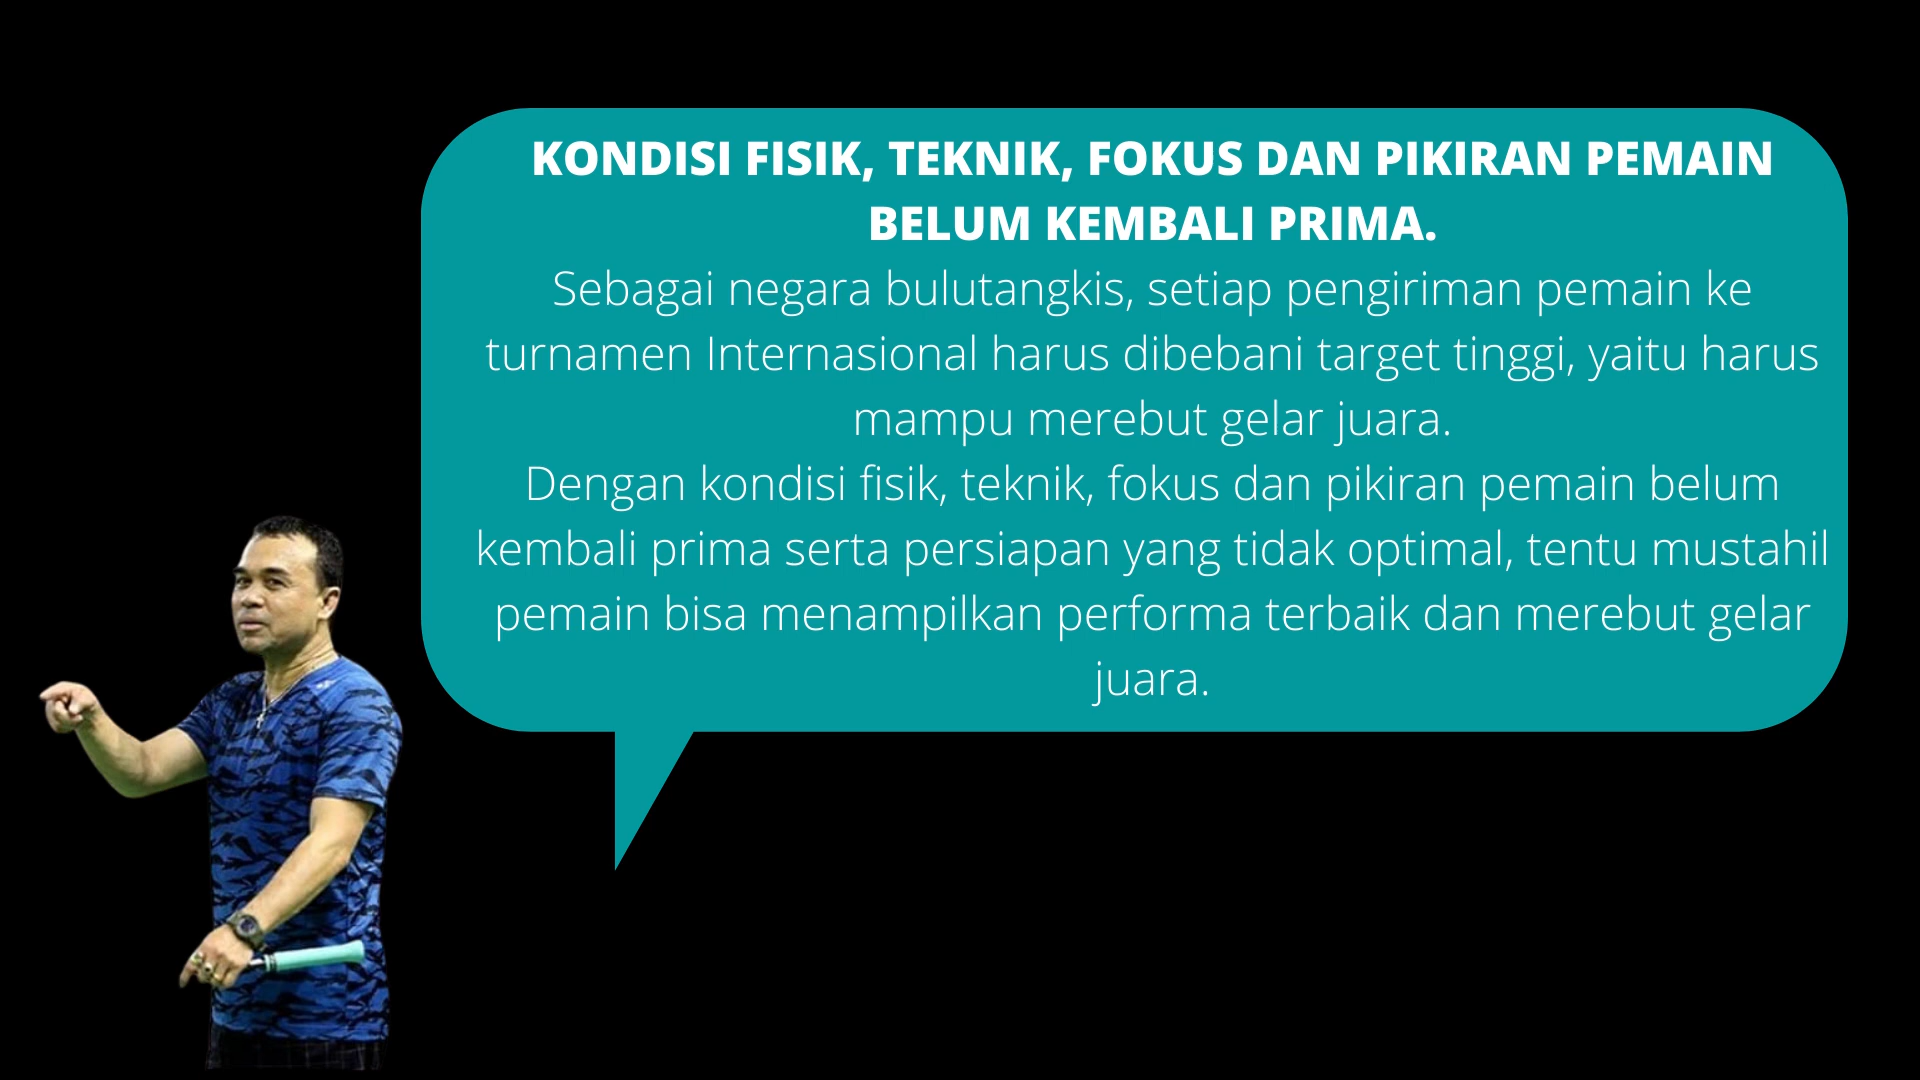 KONDISI FISIK, TEKNIK, FOKUS DAN PIKIRAN PEMAIN
BELUM KEMBALI PRIMA.
Sebagai negara bulutangkis, setiap pengiriman pemain ke
turnamen Internasional harus dibebani target tinggi, yaitu harus
mampu merebut gelar juara.
Dengan kondisi fisik, teknik, fokus dan pikiran pemain belum
kembali prima serta persiapan yang tidak optimal, tentu mustahil
pemain bisa menampilkan performa terbaik dan merebut gelar
juara.